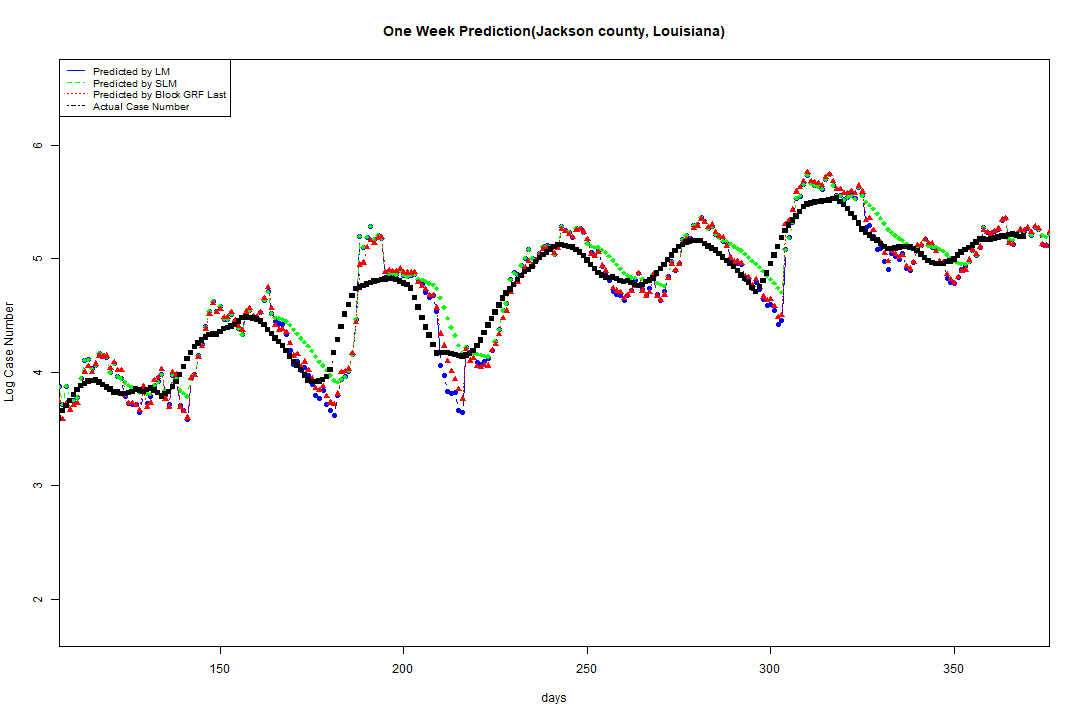 One Week Prediction(Jackson county, Louisiana)
Predicted by LM
Predicted by SLM
Predicted by Block GRF Last
Actual Case Number
6
5
4
3
2
Log Case Number
150 200 250 300 350
days